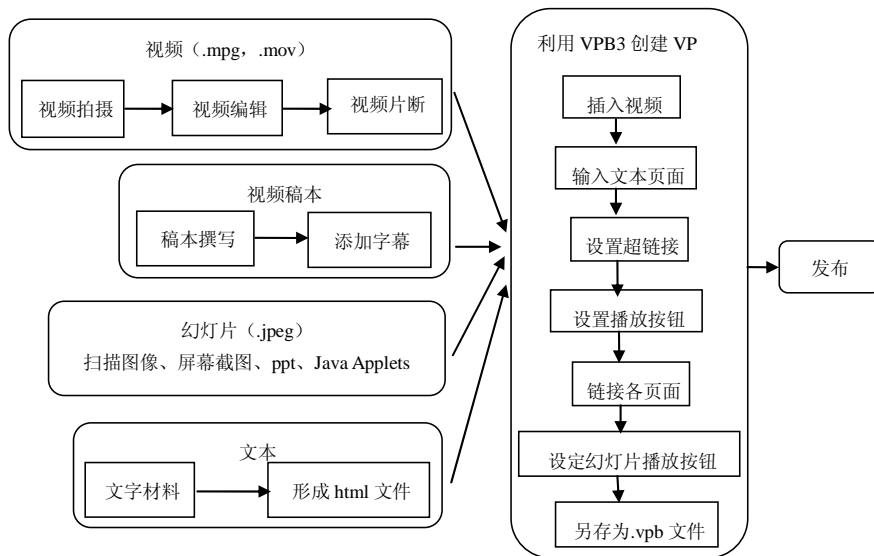 视频（.mpg，.mov）
视频拍摄
视频编辑
视频片断
视频稿本
稿本撰写
添加字幕
幻灯片（.jpeg）
扫描图像、屏幕截图、ppt、Java Applets
文本
文字材料
形成 html 文件
利用 VPB3 创建 VP
插入视频
输入文本页面
设置超链接
设置播放按钮
链接各页面
设定幻灯片播放按钮
另存为.vpb 文件
发布